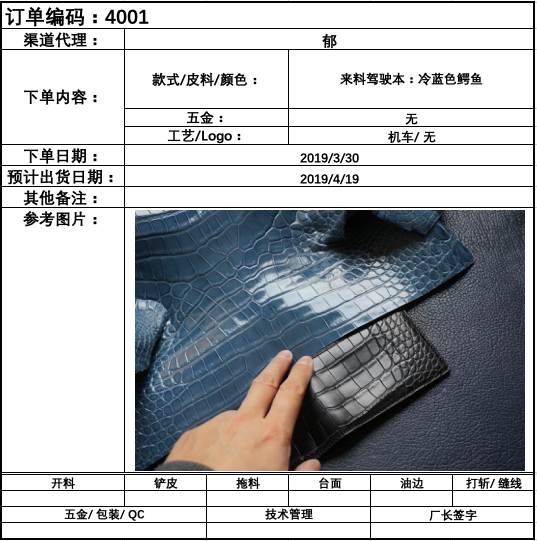 订单编码：4001
渠道代理： 郁
下单内容： 款式/皮料/颜色： 来料驾驶本：冷蓝色鳄鱼
五金： 无
工艺/Logo： 机车/ 无
下单日期： 2019/3/30
预计出货日期： 2019/4/19
其他备注：
参考图片：
开料 铲皮 拖料 台面 油边 打斩/ 缝线
五金/ 包装/ QC 技术管理 厂长签字